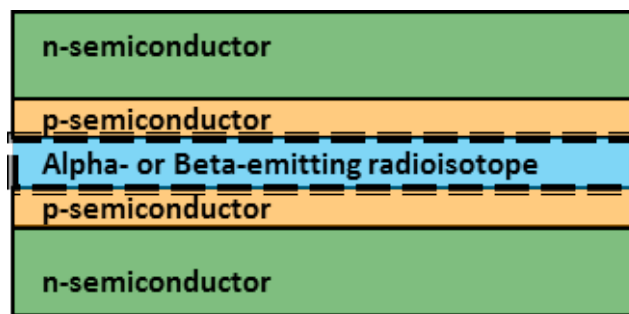 n-semiconductor
p-semiconductor
Alpha- or Beta-emitting radioisotope
p-semiconductor
n-semiconductor